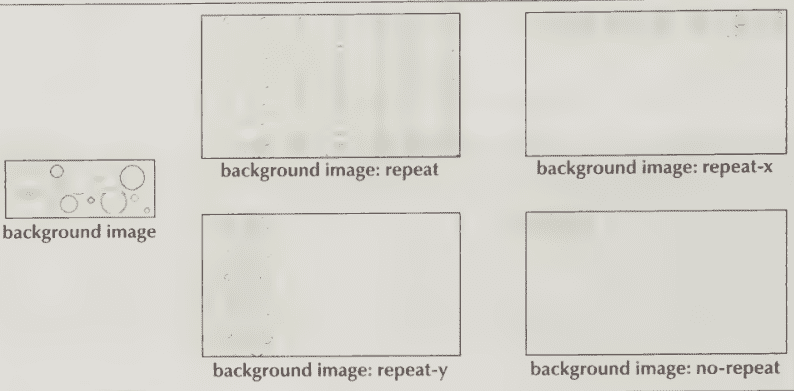 background image: repeat
background image: repeat-x
background image
background image: repeat-y
background image: no-repeat